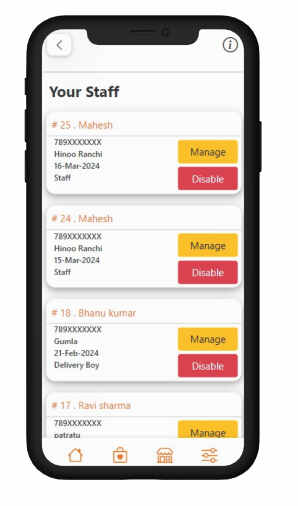 Your Staff
# 25 . Mahesh
789XXXXXXX
Hinoo Ranchi
16-Mar-2024
Staff
Manage
Disable
# 24 . Mahesh
789XXXXXXX
Hinoo Ranchi
15-Mar-2024
Staff
Manage
Disable
# 18 . Bhanu kumar
789XXXXXXX
Gumla
21-Feb-2024
Delivery Boy
Manage
Disable
# 17 . Ravi sharma
789XXXXXXX
patratu
Manage